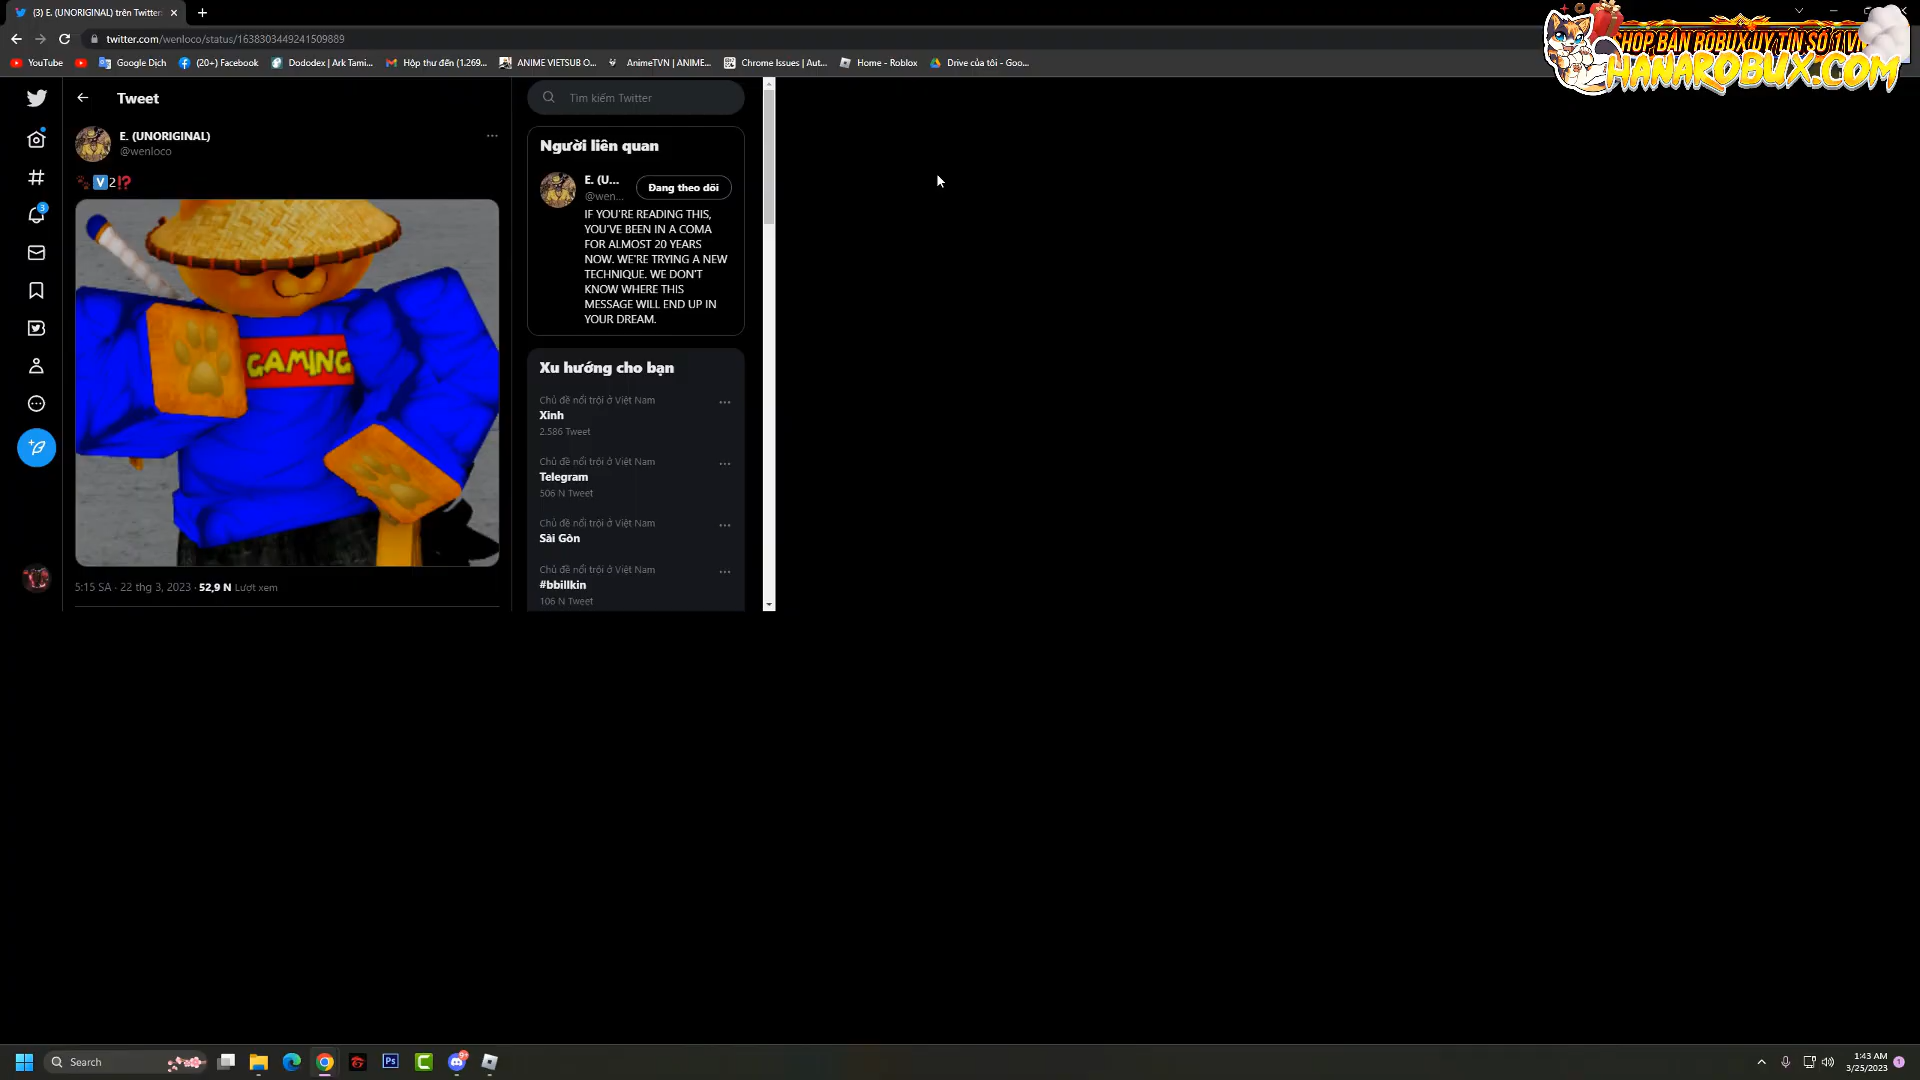 (3) E. (UNORIGINAL) trên Twitter:
twitter.com/wenloco/status/1638303449241509889
SHOP BÁN ROBUX UY TÍN SỐ 1 VN
HANAROBUX.COM
YouTube
Google Dịch
(20+) Facebook
Dododex | Ark Tami...
Hộp thư đến (1.269...
ANIME VIETSUB O...
AnimeTVN | ANIME...
Chrome Issues | Aut...
Home - Roblox
Drive của tôi - Goo...
Tweet
E. (UNORIGINAL)
@wenloco
V2⁉
GAMING
5:15 SA · 22 thg 3, 2023 · 52,9 N Lượt xem
3
Tìm kiếm Twitter
Người liên quan
E. (U...
@wen...
Đang theo dõi
IF YOU'RE READING THIS,
YOU'VE BEEN IN A COMA
FOR ALMOST 20 YEARS
NOW. WE'RE TRYING A NEW
TECHNIQUE. WE DON'T
KNOW WHERE THIS
MESSAGE WILL END UP IN
YOUR DREAM.
Xu hướng cho bạn
Chủ đề nổi trội ở Việt Nam
Xinh
2.586 Tweet
Chủ đề nổi trội ở Việt Nam
Telegram
506 N Tweet
Chủ đề nổi trội ở Việt Nam
Sài Gòn
Chủ đề nổi trội ở Việt Nam
#bbillkin
106 N Tweet
Search
Ps
1:43 AM
3/25/2023
1